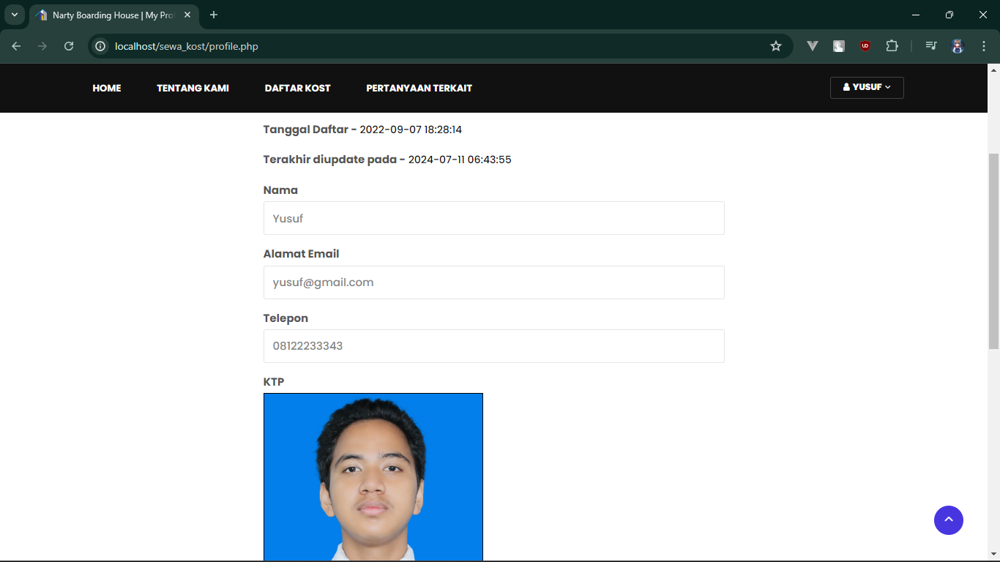 Narty Boarding House | My Pro
localhost/sewa_kost/profile.php
HOME TENTANG KAMI DAFTAR KOST PERTANYAAN TERKAIT YUSUF
Tanggal Daftar - 2022-09-07 18:28:14
Terakhir diupdate pada - 2024-07-11 06:43:55
Nama
Yusuf
Alamat Email
yusuf@gmail.com
Telepon
08122233343
KTP